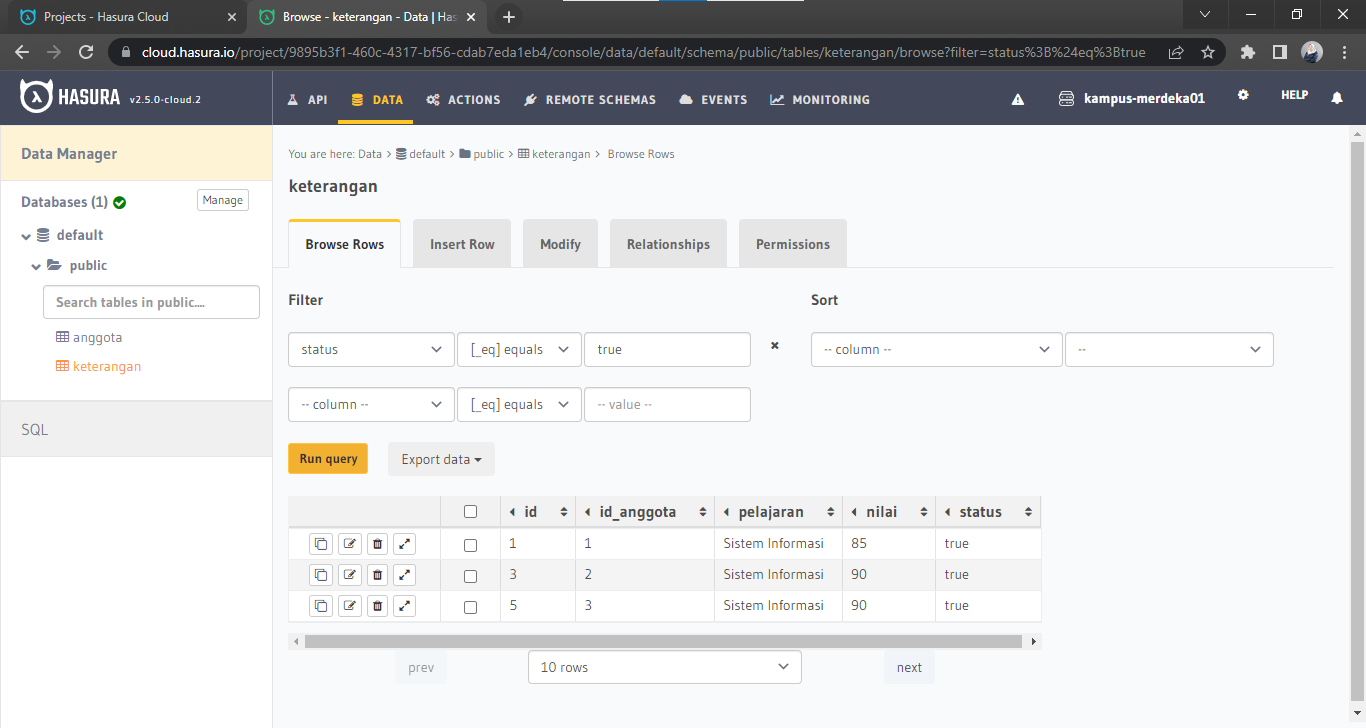 Projects - Hasura Cloud
Browse - keterangan - Data | Has
cloud.hasura.io/project/9895b3f1-460c-4317-bf56-cdab7eda1eb4/console/data/default/schema/public/tables/keterangan/browse?filter=status%3B%24eq%3Btrue
HASURA v2.5.0-cloud.2
API DATA ACTIONS REMOTE SCHEMAS EVENTS MONITORING kampus-merdeka01 HELP
Data Manager
Databases (1) Manage
default
public
Search tables in public....
anggota
keterangan
SQL
You are here: Data > default > public > keterangan > Browse Rows
keterangan
Browse Rows Insert Row Modify Relationships Permissions
Filter Sort
status [_eq] equals true -- column -- --
-- column -- [_eq] equals -- value --
Run query Export data
id id_anggota pelajaran nilai status
1 1 Sistem Informasi 85 true
3 2 Sistem Informasi 90 true
5 3 Sistem Informasi 90 true
prev 10 rows next